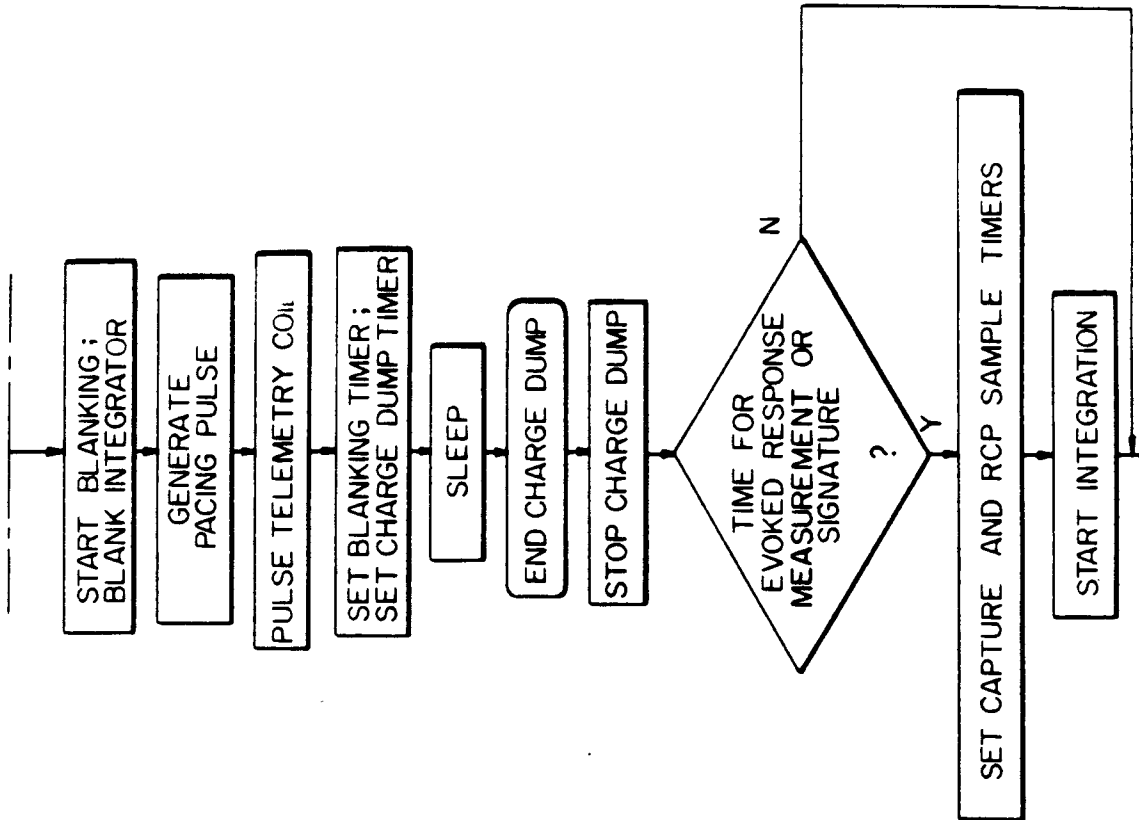 START BLANKING;
BLANK INTEGRATOR
GENERATE
PACING PULSE
PULSE TELEMETRY COIL
SET BLANKING TIMER;
SET CHARGE DUMP TIMER
SLEEP
END CHARGE DUMP
STOP CHARGE DUMP
TIME FOR
EVOKED RESPONSE
MEASUREMENT OR
SIGNATURE
?
N
Y
SET CAPTURE AND RCP SAMPLE TIMERS
START INTEGRATION